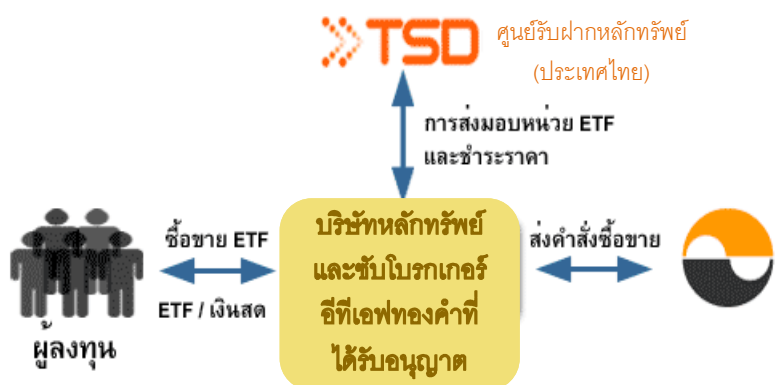 TSD ศูนย์รับฝากหลักทรัพย์
(ประเทศไทย)
การส่งมอบหน่วย ETF
และชำระราคา
ซื้อขาย ETF
ETF / เงินสด
ผู้ลงทุน
บริษัทหลักทรัพย์
และซับโบรกเกอร์
อีทีเอฟทองคำที่
ได้รับอนุญาต
ส่งคำสั่งซื้อขาย